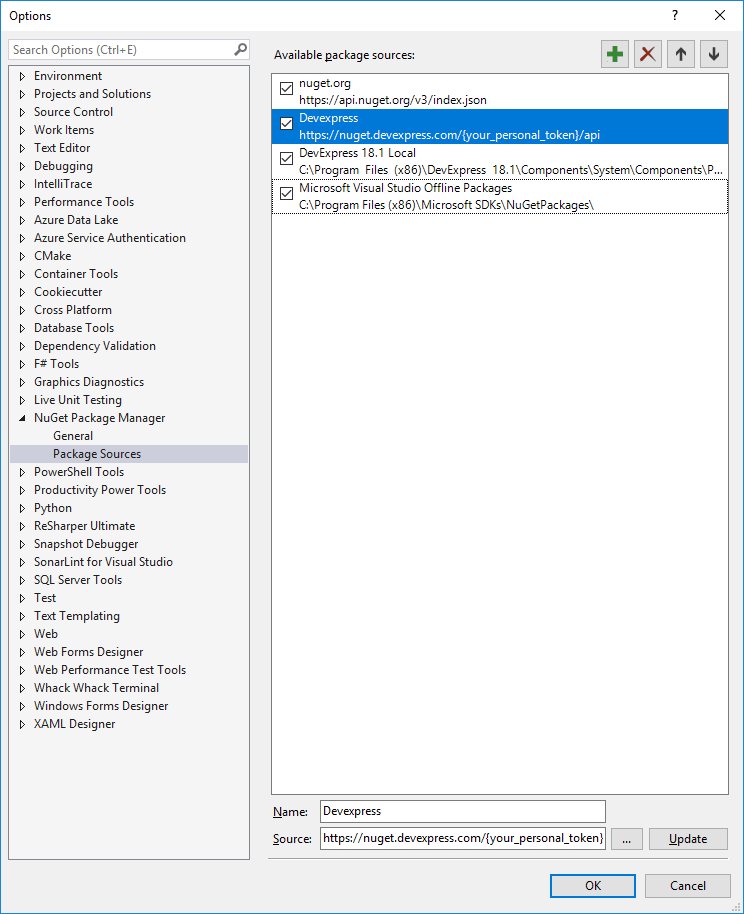 Options
?
Search Options (Ctrl+E)
Environment
Projects and Solutions
Source Control
Work Items
Text Editor
Debugging
IntelliTrace
Performance Tools
Azure Data Lake
Azure Service Authentication
CMake
Container Tools
Cookiecutter
Cross Platform
Database Tools
Dependency Validation
F# Tools
Graphics Diagnostics
Live Unit Testing
NuGet Package Manager
General
Package Sources
PowerShell Tools
Productivity Power Tools
Python
ReSharper Ultimate
Snapshot Debugger
SonarLint for Visual Studio
SQL Server Tools
Test
Text Templating
Web
Web Forms Designer
Web Performance Test Tools
Whack Whack Terminal
Windows Forms Designer
XAML Designer
Available package sources:
nuget.org
https://api.nuget.org/v3/index.json
Devexpress
https://nuget.devexpress.com/{your_personal_token}/api
DevExpress 18.1 Local
C:\Program Files (x86)\DevExpress 18.1\Components\System\Components\P...
Microsoft Visual Studio Offline Packages
C:\Program Files (x86)\Microsoft SDKs\NuGetPackages\
Name: Devexpress
Source: https://nuget.devexpress.com/{your_personal_token} ... Update
OK Cancel